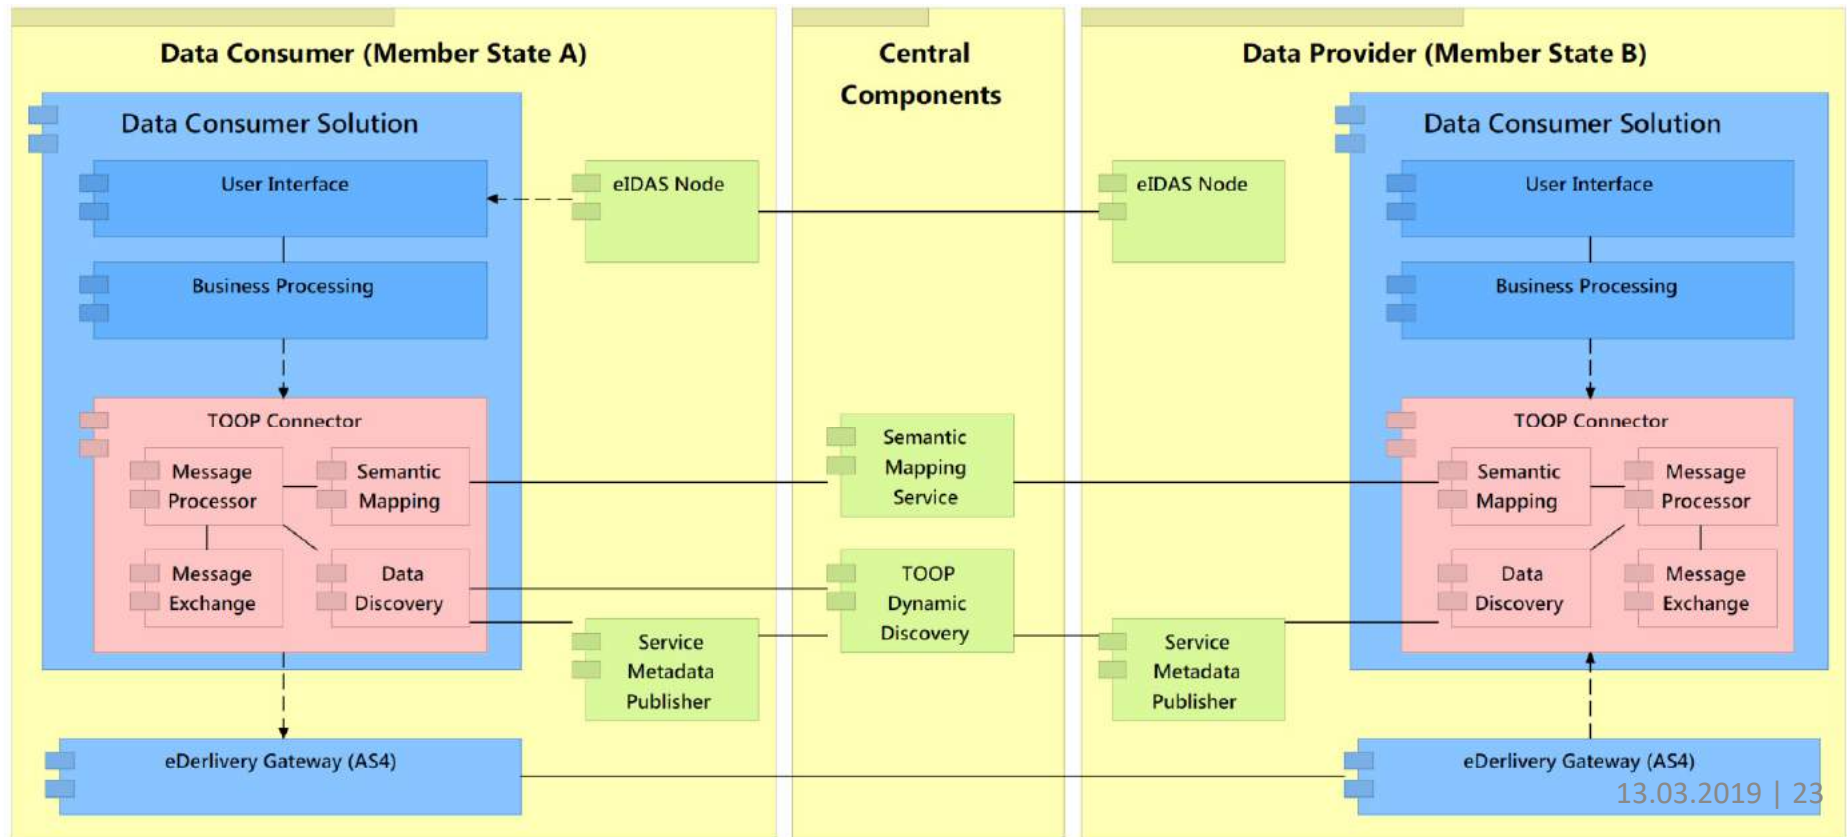 Data Consumer (Member State A)
Data Consumer Solution
User Interface
Business Processing
TOOP Connector
Message
Processor
Semantic
Mapping
Message
Exchange
Data
Discovery
eIDAS Node
Service
Metadata
Publisher
eDerlivery Gateway (AS4)
Central
Components
Semantic
Mapping
Service
TOOP
Dynamic
Discovery
Data Provider (Member State B)
eIDAS Node
Service
Metadata
Publisher
Data Consumer Solution
User Interface
Business Processing
TOOP Connector
Semantic
Mapping
Message
Processor
Data
Discovery
Message
Exchange
eDerlivery Gateway (AS4)
13.03.2019 | 23